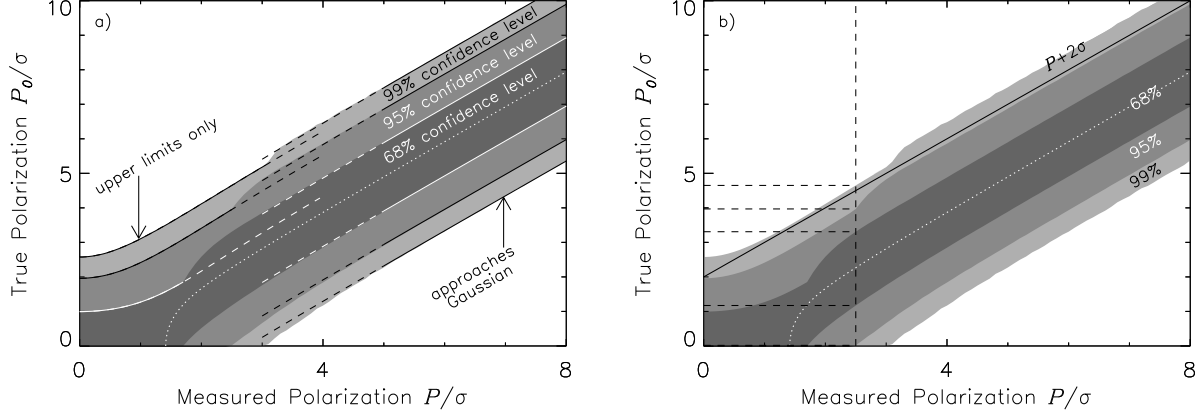 a)
10
5
0
0
4
8
True Polarization P₀/σ
Measured Polarization P/σ
99% confidence level
95% confidence level
68% confidence level
upper limits only
approaches
Gaussian
b)
10
5
0
0
2
4
6
8
True Polarization P₀/σ
Measured Polarization P/σ
P+2σ
68%
95%
99%